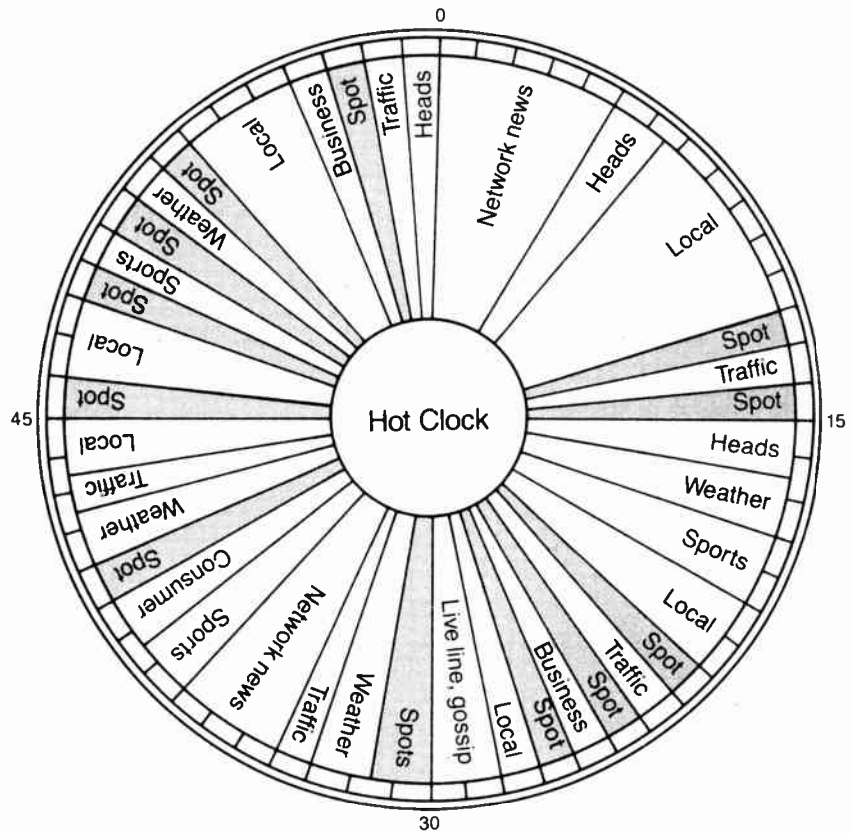 0
Network news
Heads
Local
Spot
Traffic
Spot
15
Heads
Weather
Sports
Local
Spot
Traffic
Spot
Business
Spot
Local
Live line, gossip
30
Spots
Weather
Traffic
Network news
Sports
Consumer
Spot
Weather
Traffic
Local
45
Spot
Local
Spot
Sports
Spot
Weather
Spot
Local
Business
Spot
Traffic
Heads
Hot Clock